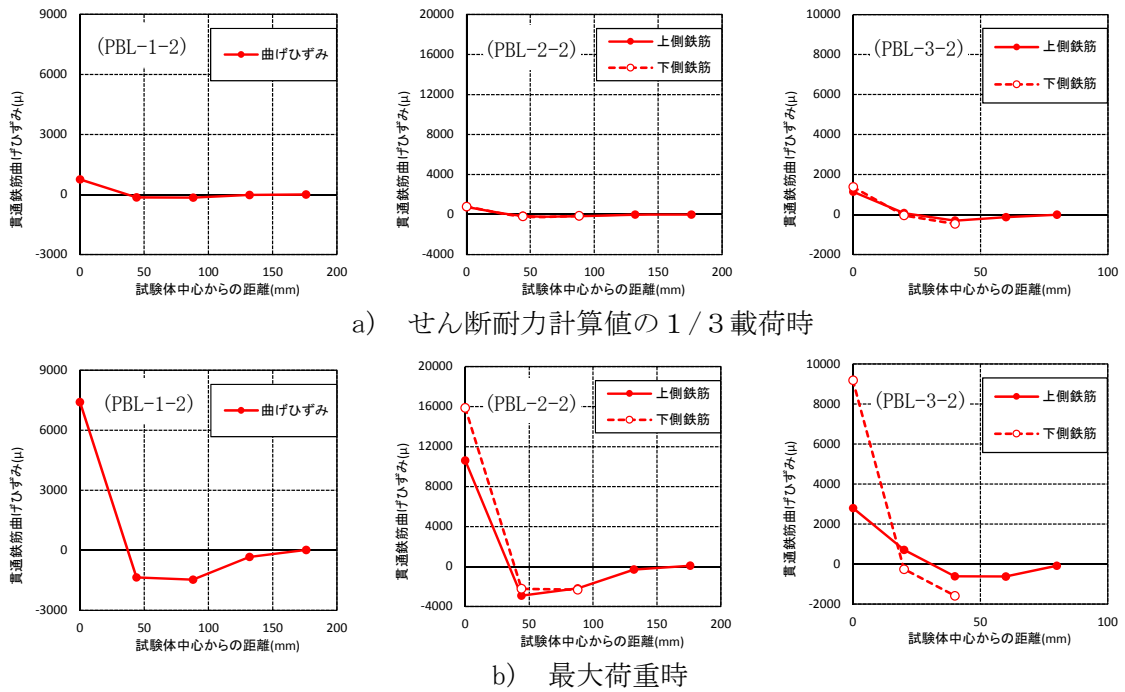 9000
6000
3000
0
-3000
貫通鉄筋曲げひずみ(μ)
(PBL-1-2)
曲げひずみ
0 50 100 150 200
試験体中心からの距離(mm)
20000
16000
12000
8000
4000
0
-4000
貫通鉄筋曲げひずみ(μ)
(PBL-2-2)
上側鉄筋
下側鉄筋
0 50 100 150 200
試験体中心からの距離(mm)
10000
8000
6000
4000
2000
0
-2000
貫通鉄筋曲げひずみ(μ)
(PBL-3-2)
上側鉄筋
下側鉄筋
0 50 100
試験体中心からの距離(mm)
a) せん断耐力計算値の１/３載荷時
9000
6000
3000
0
-3000
貫通鉄筋曲げひずみ(μ)
(PBL-1-2)
曲げひずみ
0 50 100 150 200
試験体中心からの距離(mm)
20000
16000
12000
8000
4000
0
-4000
貫通鉄筋曲げひずみ(μ)
(PBL-2-2)
上側鉄筋
下側鉄筋
0 50 100 150 200
試験体中心からの距離(mm)
10000
8000
6000
4000
2000
0
-2000
貫通鉄筋曲げひずみ(μ)
(PBL-3-2)
上側鉄筋
下側鉄筋
0 50 100
試験体中心からの距離(mm)
b) 最大荷重時